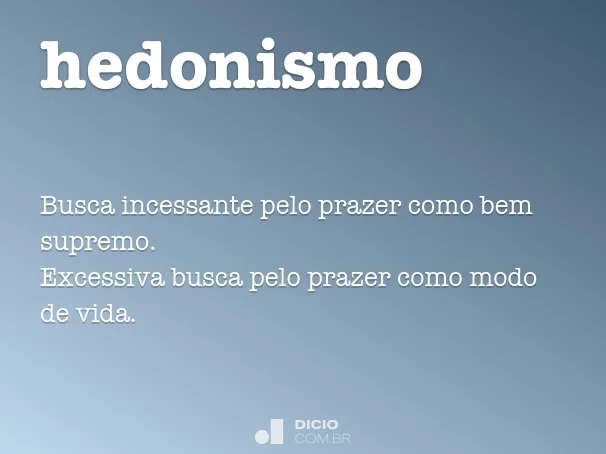 hedonismo
Busca incessante pelo prazer como bem
supremo.
Excessiva busca pelo prazer como modo
de vida.
DICIO
.COM.BR